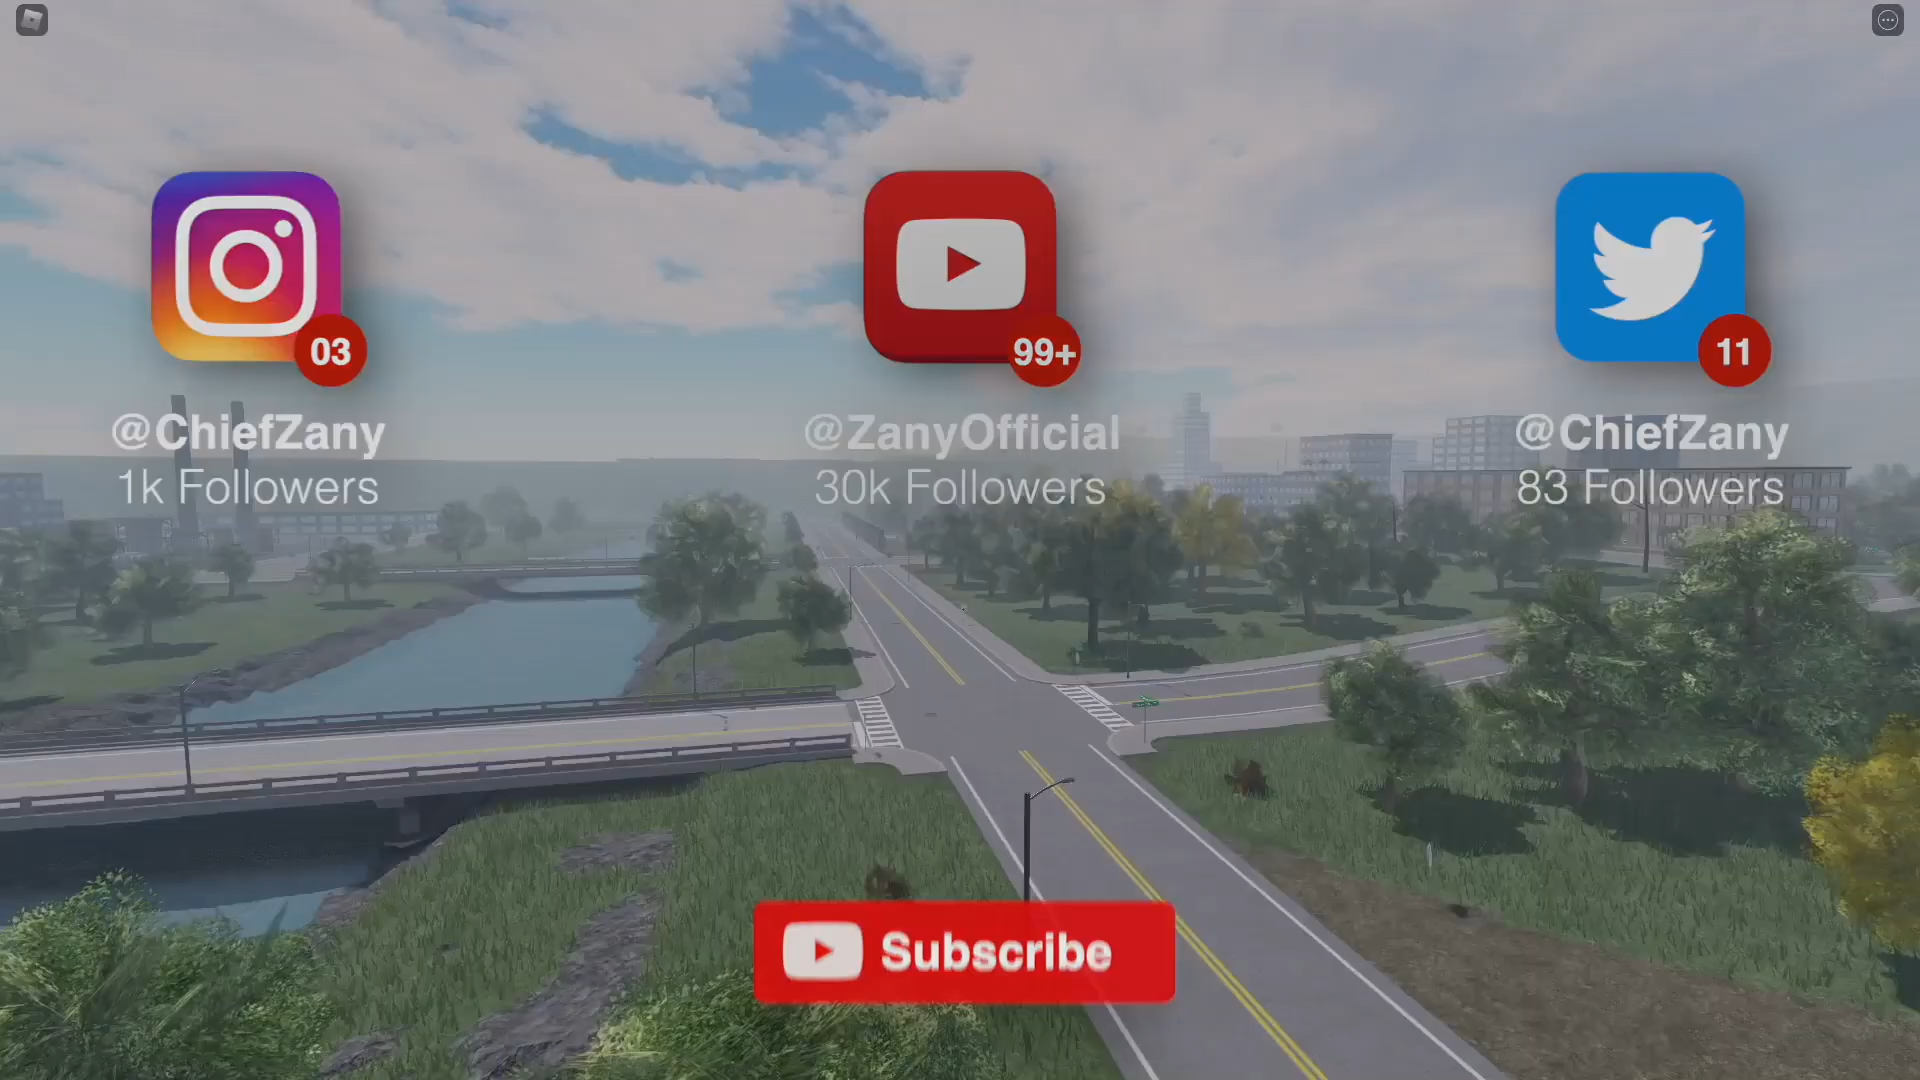 03
99+
11
@ChiefZany
@ZanyOfficial
@ChiefZany
1k Followers
30k Followers
83 Followers
Subscribe